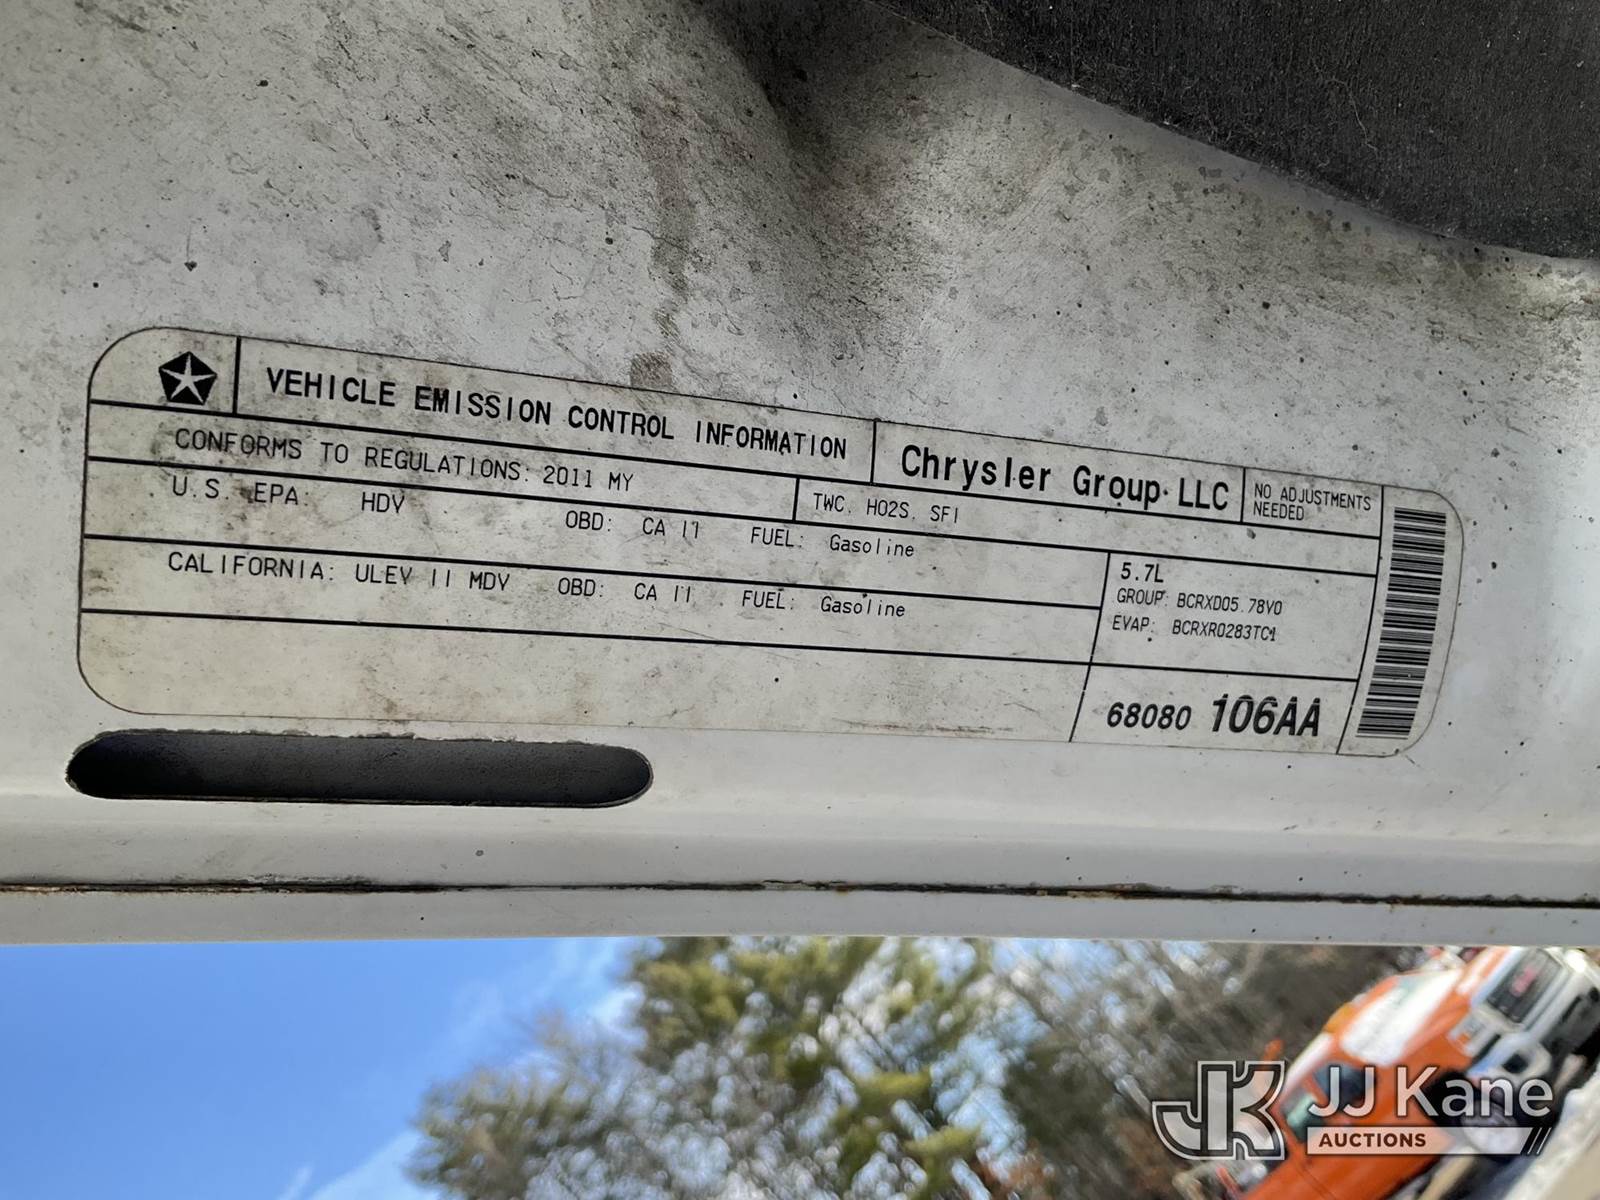 VEHICLE EMISSION CONTROL INFORMATION
Chrysler Group LLC
NO ADJUSTMENTS
NEEDED
CONFORMS TO REGULATIONS: 2011 MY
TWC, HO2S, SFI
U.S. EPA: HDV OBD: CA II FUEL: Gasoline
CALIFORNIA: ULEV II MDV OBD: CA II FUEL: Gasoline
5.7L
GROUP: BCRXD05.78V0
EVAP: BCRXR0283TC1
68080 106AA
JK JJ Kane
AUCTIONS